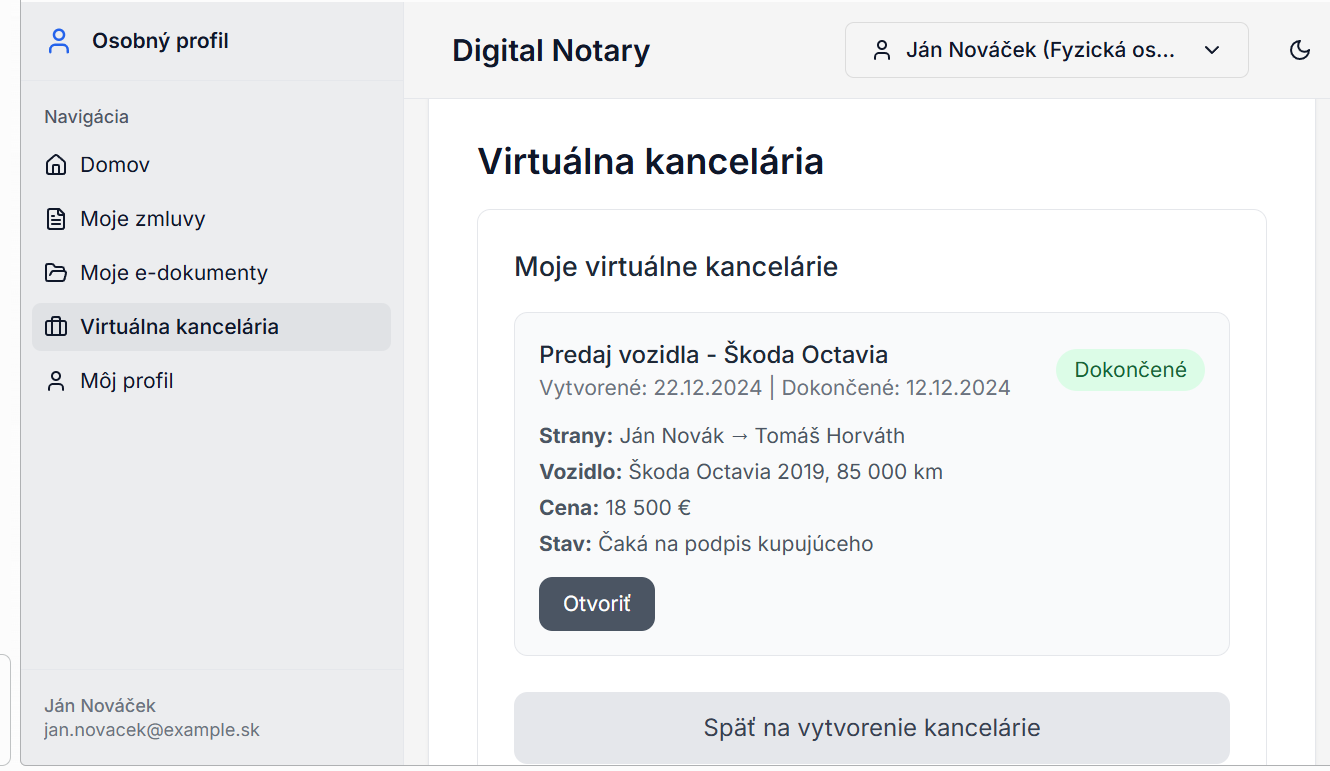 Osobný profil
Navigácia
Domov
Moje zmluvy
Moje e-dokumenty
Virtuálna kancelária
Môj profil
Ján Nováček
jan.novacek@example.sk
Digital Notary
Ján Nováček (Fyzická os...
Virtuálna kancelária
Moje virtuálne kancelárie
Predaj vozidla - Škoda Octavia
Vytvorené: 22.12.2024 | Dokončené: 12.12.2024
Dokončené
Strany: Ján Novák → Tomáš Horváth
Vozidlo: Škoda Octavia 2019, 85 000 km
Cena: 18 500 €
Stav: Čaká na podpis kupujúceho
Otvoriť
Späť na vytvorenie kancelárie